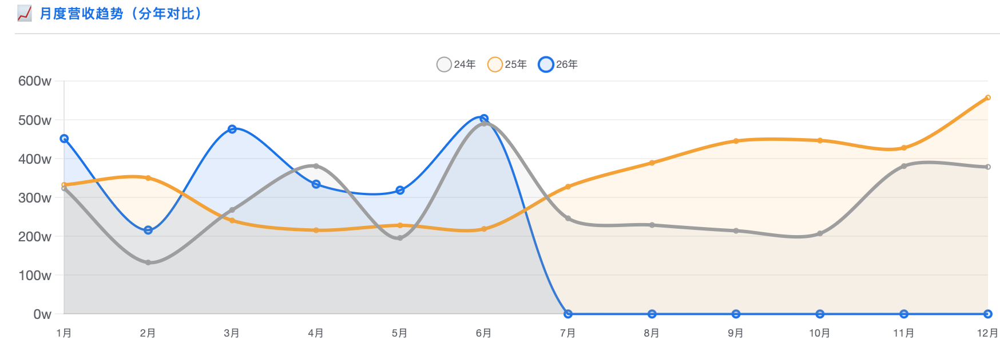 📈 月度营收趋势（分年对比）
24年 25年 26年
600w
500w
400w
300w
200w
100w
0w
1月 2月 3月 4月 5月 6月 7月 8月 9月 10月 11月 12月